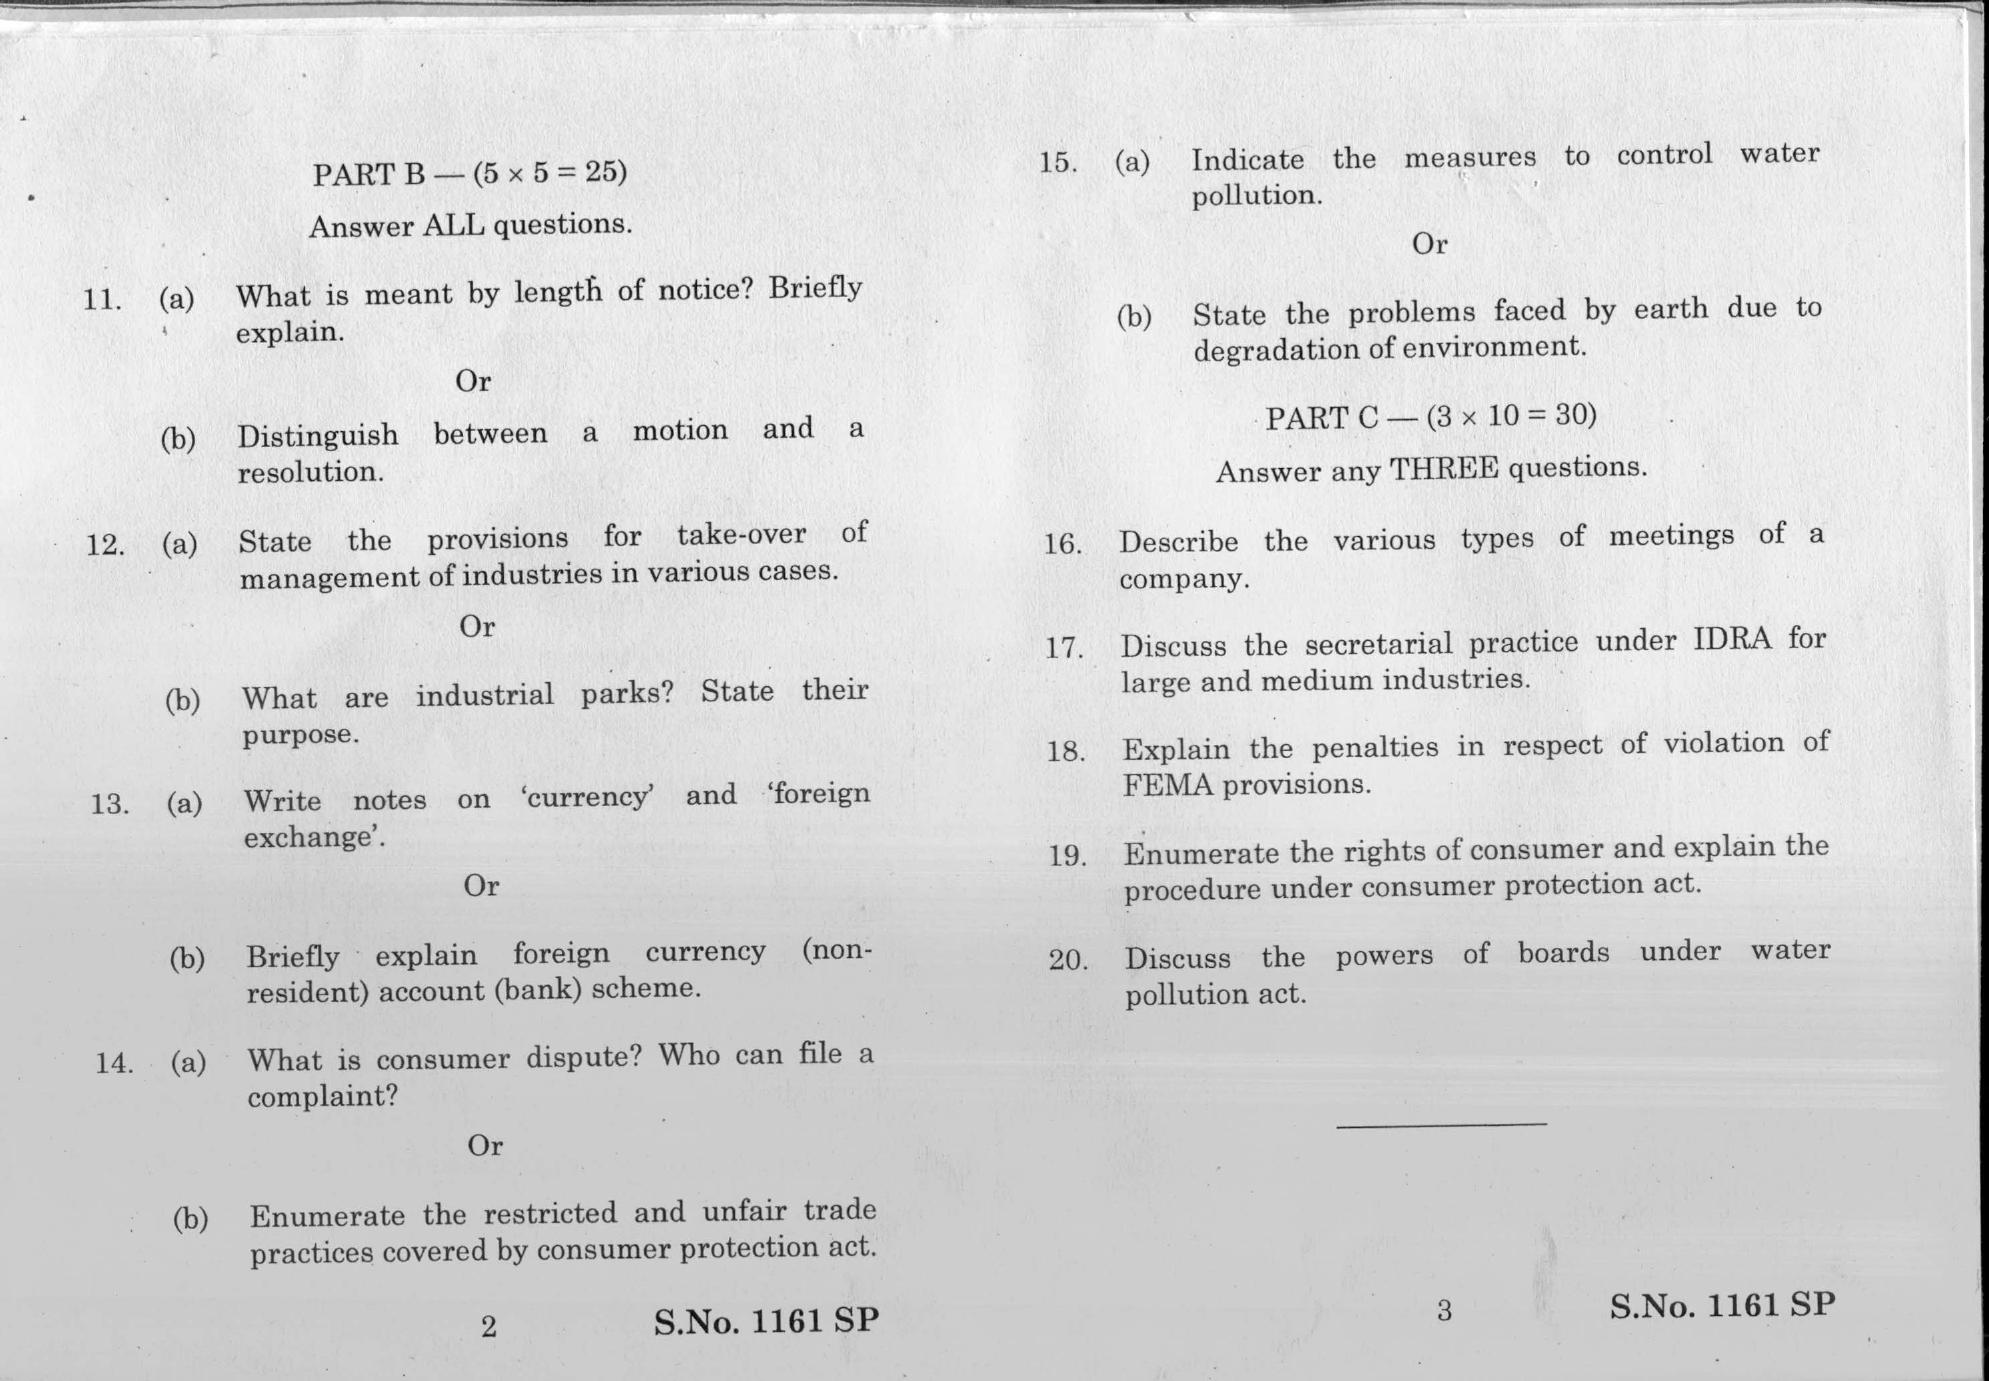 PART B — (5 × 5 = 25)
Answer ALL questions.
11. (a) What is meant by length of notice? Briefly
explain.
Or
(b) Distinguish between a motion and a
resolution.
12. (a) State the provisions for take-over of
management of industries in various cases.
Or
(b) What are industrial parks? State their
purpose.
13. (a) Write notes on ‘currency’ and ‘foreign
exchange’.
Or
(b) Briefly explain foreign currency (non-
resident) account (bank) scheme.
14. (a) What is consumer dispute? Who can file a
complaint?
Or
(b) Enumerate the restricted and unfair trade
practices covered by consumer protection act.
2 S.No. 1161 SP
15. (a) Indicate the measures to control water
pollution.
Or
(b) State the problems faced by earth due to
degradation of environment.
PART C — (3 × 10 = 30)
Answer any THREE questions.
16. Describe the various types of meetings of a
company.
17. Discuss the secretarial practice under IDRA for
large and medium industries.
18. Explain the penalties in respect of violation of
FEMA provisions.
19. Enumerate the rights of consumer and explain the
procedure under consumer protection act.
20. Discuss the powers of boards under water
pollution act.
3 S.No. 1161 SP